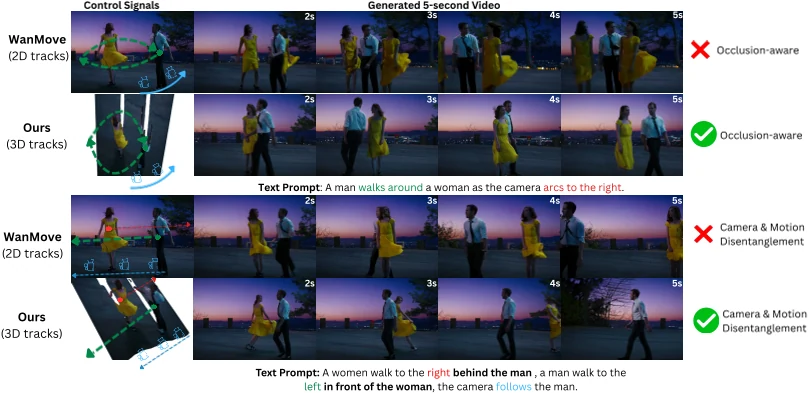 Control Signals
Generated 5-second Video
WanMove
(2D tracks)
2s
3s
4s
5s
Occlusion-aware
Ours
(3D tracks)
2s
3s
4s
5s
Occlusion-aware
Text Prompt: A man walks around a woman as the camera arcs to the right.
WanMove
(2D tracks)
2s
3s
4s
5s
Camera & Motion
Disentanglement
Ours
(3D tracks)
2s
3s
4s
5s
Camera & Motion
Disentanglement
Text Prompt: A women walk to the right behind the man , a man walk to the
left in front of the woman, the camera follows the man.